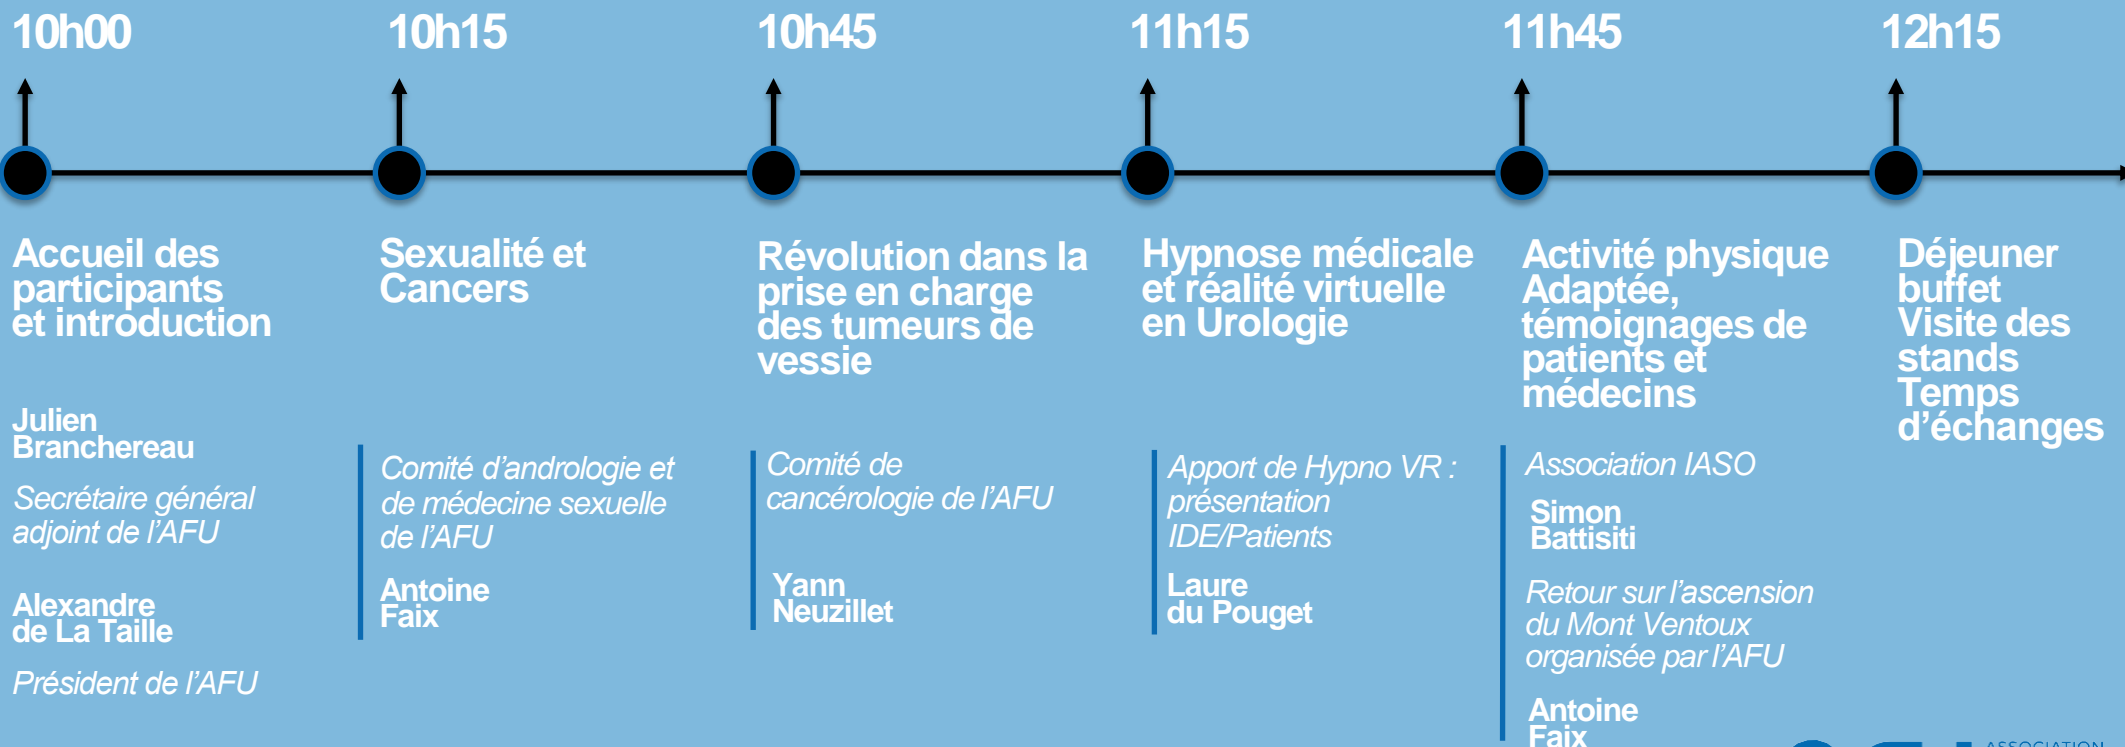 10h00
10h15
10h45
11h15
11h45
12h15
Accueil des
participants
et introduction
Julien
Branchereau
Secrétaire général
adjoint de l’AFU
Alexandre
de La Taille
Président de l’AFU
Sexualité et
Cancers
Comité d’andrologie et
de médecine sexuelle
de l’AFU
Antoine
Faix
Révolution dans la
prise en charge
des tumeurs de
vessie
Comité de
cancérologie de l’AFU
Yann
Neuzillet
Hypnose médicale
et réalité virtuelle
en Urologie
Apport de Hypno VR :
présentation
IDE/Patients
Laure
du Pouget
Activité physique
Adaptée,
témoignages de
patients et
médecins
Association IASO
Simon
Battisiti
Retour sur l’ascension
du Mont Ventoux
organisée par l’AFU
Antoine
Faix
Déjeuner
buffet
Visite des
stands
Temps
d’échanges
ASSOCIATION